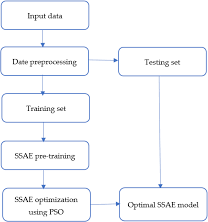 Input data
Date preprocessing
Testing set
Training set
SSAE pre-training
SSAE optimization
using PSO
Optimal SSAE model